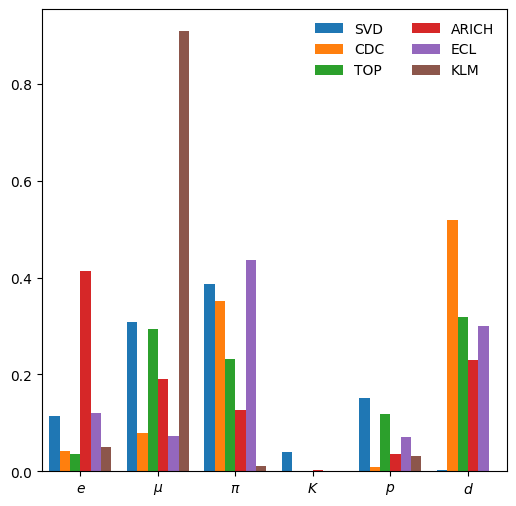 SVD ARICH
CDC ECL
TOP KLM
0.8
0.6
0.4
0.2
0.0
e μ π K p d